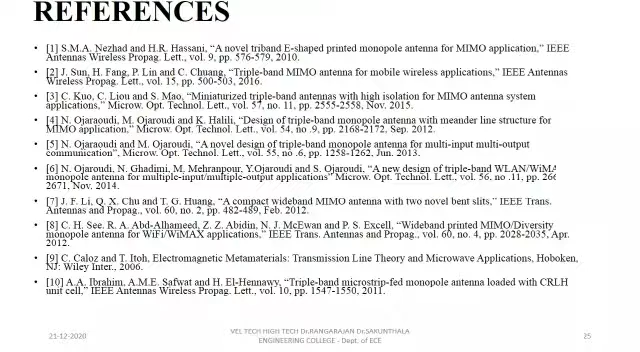 REFERENCES
• [1] S.M.A. Nezhad and H.R. Hassani, “A novel triband E-shaped printed monopole antenna for MIMO application,” IEEE
Antennas Wireless Propag. Lett., vol. 9, pp. 576-579, 2010.
• [2] J. Sun, H. Fang, P. Lin and C. Chuang, “Triple-band MIMO antenna for mobile wireless applications,” IEEE Antennas
Wireless Propag. Lett., vol. 15, pp. 500-503, 2016.
• [3] C. Kuo, C. Liou and S. Mao, “Miniaturized triple-band antennas with high isolation for MIMO antenna system
applications,” Microw. Opt. Technol. Lett., vol. 57, no. 11, pp. 2555-2558, Nov. 2015.
• [4] N. Ojaraoudi, M. Ojaroudi and K. Halili, “Design of triple-band monopole antenna with meander line structure for
MIMO application,” Microw. Opt. Technol. Lett., vol. 54, no .9, pp. 2168-2172, Sep. 2012.
• [5] N. Ojaraoudi and M. Ojaroudi, “A novel design of triple-band monopole antenna for multi-input multi-output
communication”, Microw. Opt. Technol. Lett., vol. 55, no .6, pp. 1258-1262, Jun. 2013.
• [6] N. Ojaroudi, N. Ghadimi, M. Mehranpour, Y.Ojaroudi and S. Ojaroudi, “A new design of triple-band WLAN/WiMA
monopole antenna for multiple-input/multiple-output applications” Microw. Opt. Technol. Lett., vol. 56, no .11, pp. 266
2671, Nov. 2014.
• [7] J. F. Li, Q. X. Chu and T. G. Huang, “A compact wideband MIMO antenna with two novel bent slits,” IEEE Trans.
Antennas and Propag., vol. 60, no. 2, pp. 482-489, Feb. 2012.
• [8] C. H. See, R. A. Abd-Alhameed, Z. Z. Abidin, N. J. McEwan and P. S. Excell, “Wideband printed MIMO/Diversity
monopole antenna for WiFi/WiMAX applications,” IEEE Trans. Antennas and Propag., vol. 60, no. 4, pp. 2028-2035, Apr.
2012.
• [9] C. Caloz and T. Itoh, Electromagnetic Metamaterials: Transmission Line Theory and Microwave Applications, Hoboken,
NJ: Wiley Inter., 2006.
• [10] A.A. Ibrahim, A.M.E. Safwat and H. El-Hennawy, “Triple-band microstrip-fed monopole antenna loaded with CRLH
unit cell,” IEEE Antennas Wireless Propag. Lett., vol. 10, pp. 1547-1550, 2011.
21-12-2020
VEL TECH HIGH TECH Dr.RANGARAJAN Dr.SAKUNTHALA
ENGINEERING COLLEGE - Dept. of ECE
25